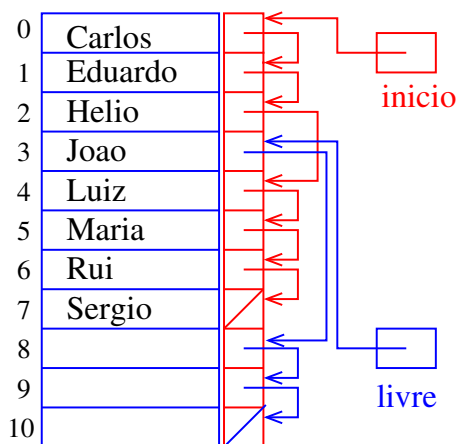 0 Carlos
1 Eduardo
inicio
2 Helio
3 Joao
4 Luiz
5 Maria
6 Rui
7 Sergio
8
9
livre
10